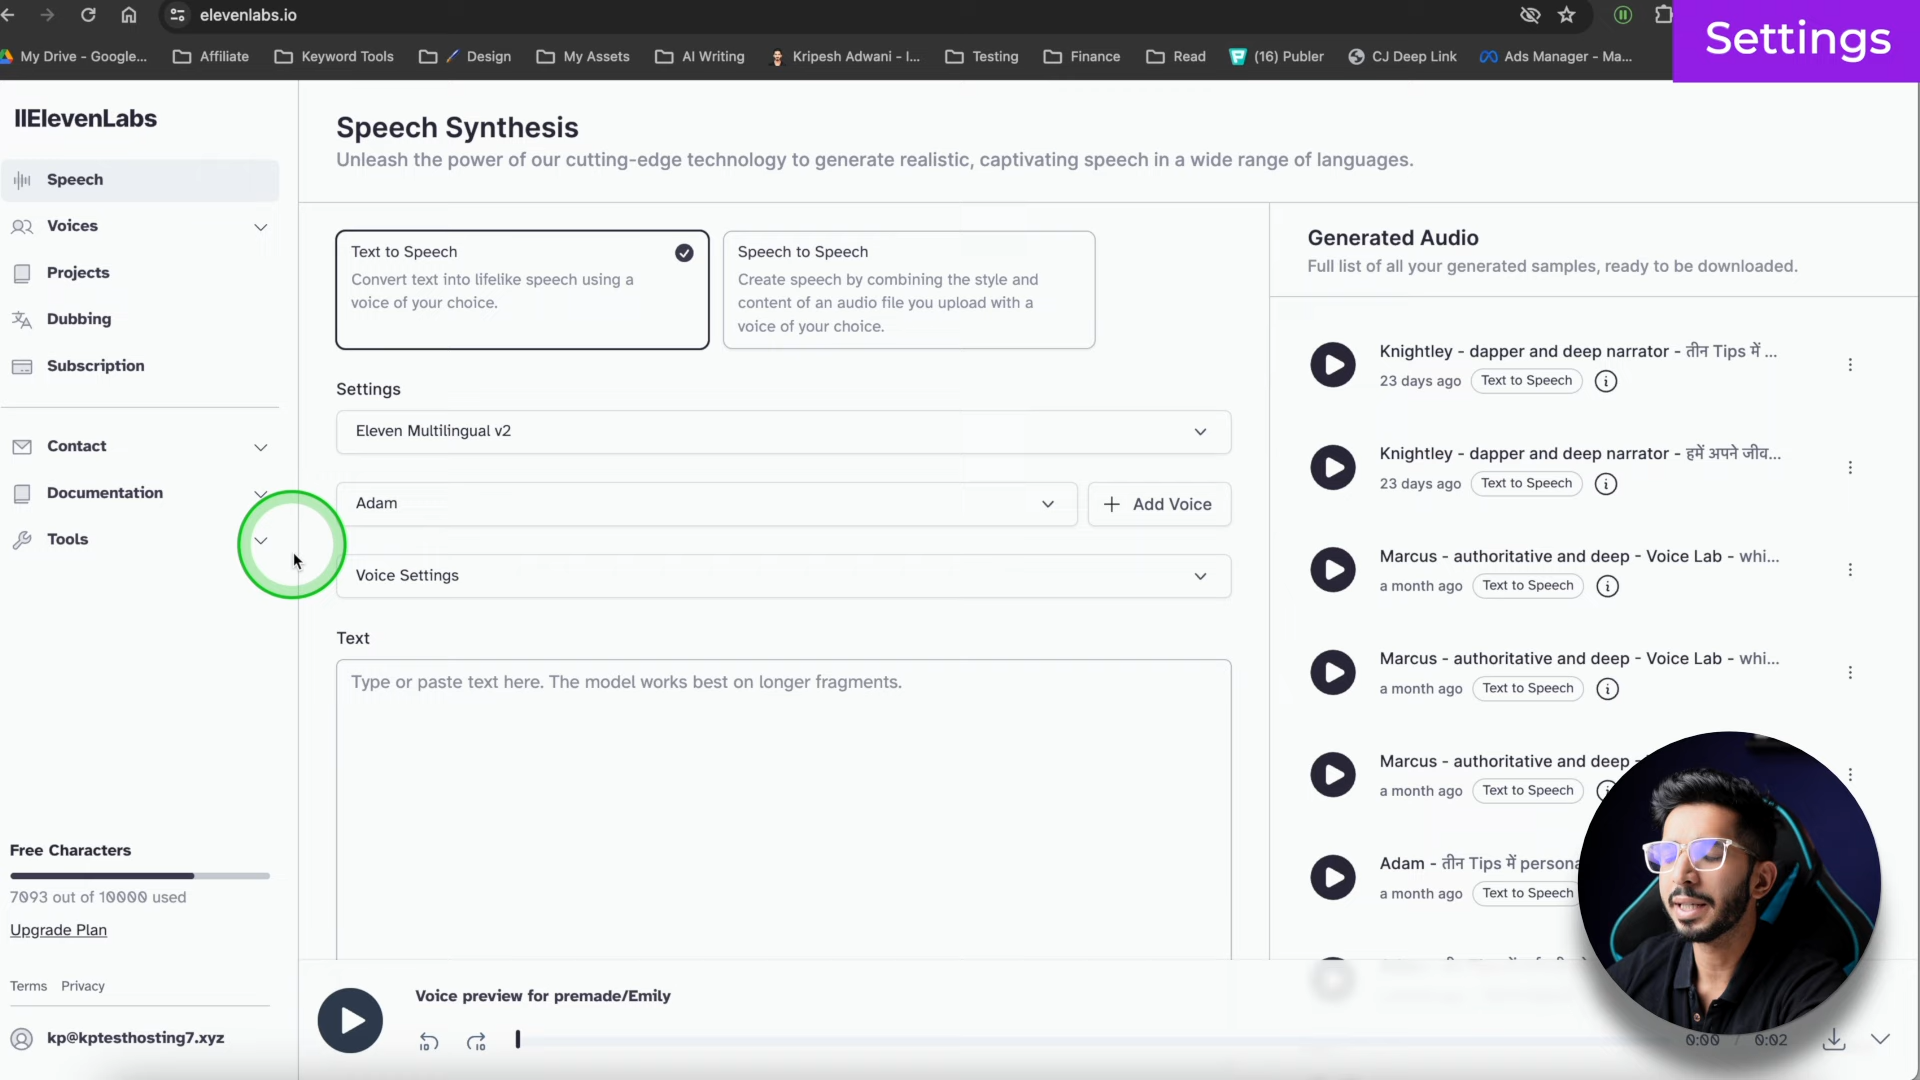 elevenlabs.io
Settings
My Drive - Google...
Affiliate
Keyword Tools
Design
My Assets
AI Writing
Kripesh Adwani - I...
Testing
Finance
Read
(16) Publer
CJ Deep Link
Ads Manager - Ma...
IIElevenLabs
Speech
Voices
Projects
Dubbing
Subscription
Contact
Documentation
Tools
Free Characters
7093 out of 10000 used
Upgrade Plan
Terms Privacy
kp@kptesthosting7.xyz
Speech Synthesis
Unleash the power of our cutting-edge technology to generate realistic, captivating speech in a wide range of languages.
Text to Speech
Convert text into lifelike speech using a
voice of your choice.
Speech to Speech
Create speech by combining the style and
content of an audio file you upload with a
voice of your choice.
Settings
Eleven Multilingual v2
Adam
Add Voice
Voice Settings
Text
Type or paste text here. The model works best on longer fragments.
Generated Audio
Full list of all your generated samples, ready to be downloaded.
Knightley - dapper and deep narrator - तीन Tips में ...
23 days ago Text to Speech
Knightley - dapper and deep narrator - हमें अपने जीव...
23 days ago Text to Speech
Marcus - authoritative and deep - Voice Lab - whi...
a month ago Text to Speech
Marcus - authoritative and deep - Voice Lab - whi...
a month ago Text to Speech
Marcus - authoritative and deep -
a month ago Text to Speech
Adam - तीन Tips में persona
a month ago Text to Speech
Voice preview for premade/Emily
10 10
0:00 / 0:02